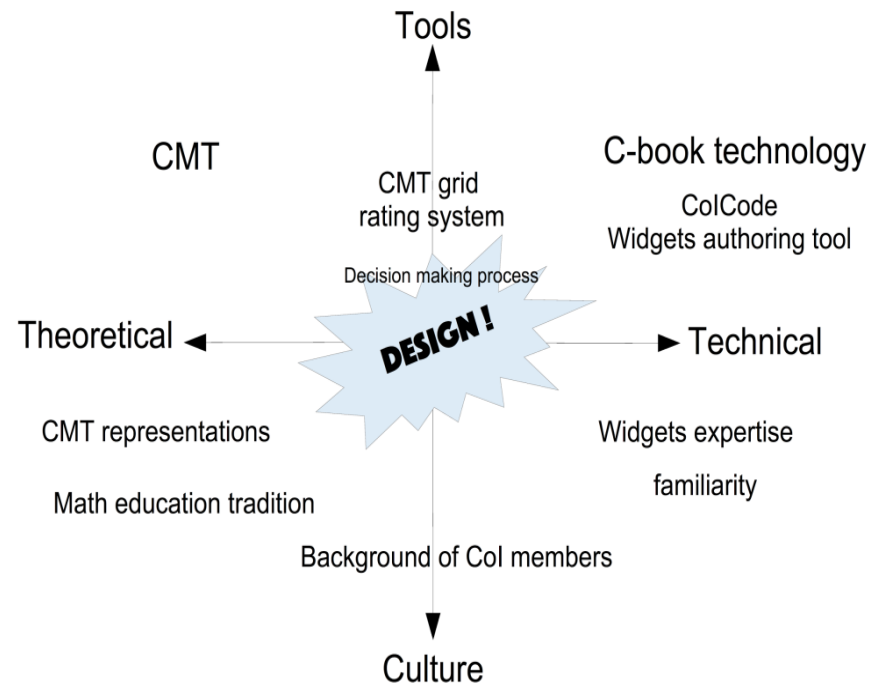 Tools
CMT
C-book technology
CMT grid
rating system
CoICode
Widgets authoring tool
Decision making process
DESIGN !
Theoretical
Technical
CMT representations
Widgets expertise
familiarity
Math education tradition
Background of CoI members
Culture